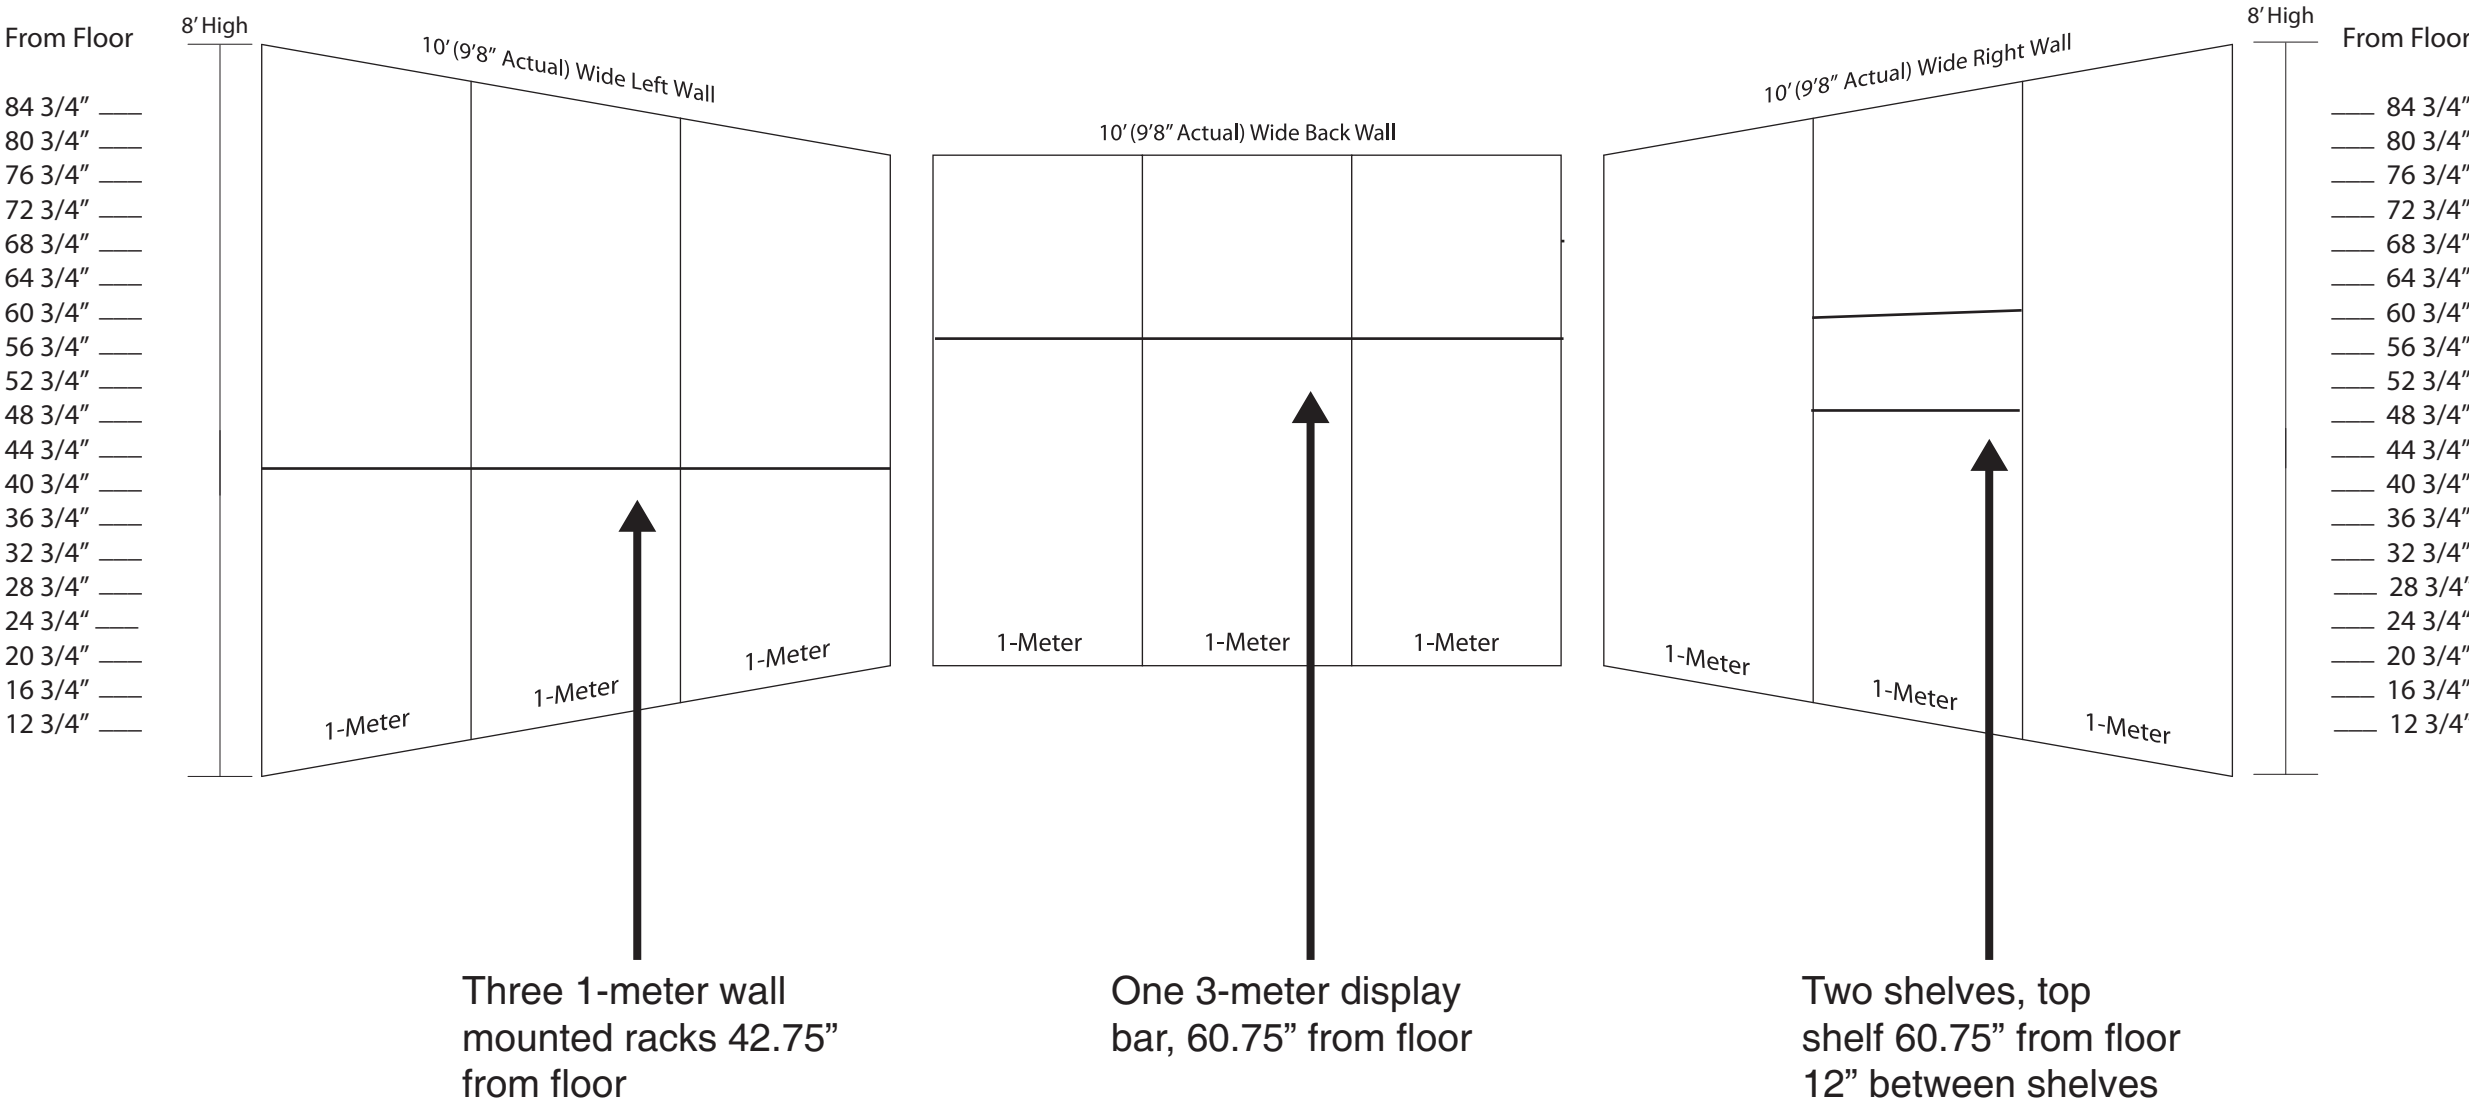 From Floor
8’ High
84 3/4”
80 3/4”
76 3/4”
72 3/4”
68 3/4”
64 3/4”
60 3/4”
56 3/4”
52 3/4”
48 3/4”
44 3/4”
40 3/4”
36 3/4”
32 3/4”
28 3/4”
24 3/4“
20 3/4”
16 3/4”
12 3/4”
10’ (9’8” Actual) Wide Left Wall
1-Meter
1-Meter
1-Meter
10’ (9’8” Actual) Wide Back Wall
1-Meter
1-Meter
1-Meter
10’ (9’8” Actual) Wide Right Wall
1-Meter
1-Meter
1-Meter
8’ High
From Floor
84 3/4”
80 3/4”
76 3/4”
72 3/4”
68 3/4”
64 3/4”
60 3/4”
56 3/4”
52 3/4”
48 3/4”
44 3/4”
40 3/4”
36 3/4”
32 3/4”
28 3/4”
24 3/4”
20 3/4”
16 3/4”
12 3/4”
Three 1-meter wall
mounted racks 42.75”
from floor
One 3-meter display
bar, 60.75” from floor
Two shelves, top
shelf 60.75” from floor
12” between shelves